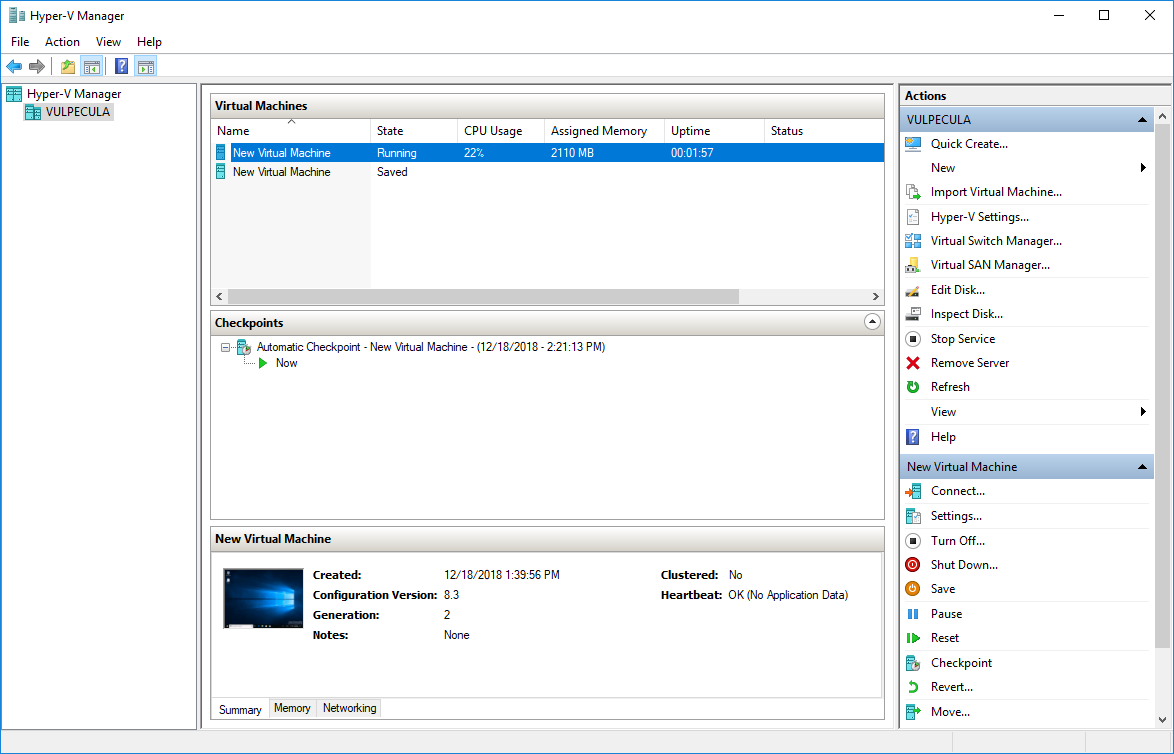 Hyper-V Manager
File Action View Help
Hyper-V Manager
VULPECULA
Virtual Machines
Name State CPU Usage Assigned Memory Uptime Status
New Virtual Machine Running 22% 2110 MB 00:01:57
New Virtual Machine Saved
Checkpoints
Automatic Checkpoint - New Virtual Machine - (12/18/2018 - 2:21:13 PM)
Now
New Virtual Machine
Created: 12/18/2018 1:39:56 PM Clustered: No
Configuration Version: 8.3 Heartbeat: OK (No Application Data)
Generation: 2
Notes: None
Summary Memory Networking
Actions
VULPECULA
Quick Create...
New
Import Virtual Machine...
Hyper-V Settings...
Virtual Switch Manager...
Virtual SAN Manager...
Edit Disk...
Inspect Disk...
Stop Service
Remove Server
Refresh
View
Help
New Virtual Machine
Connect...
Settings...
Turn Off...
Shut Down...
Save
Pause
Reset
Checkpoint
Revert...
Move...